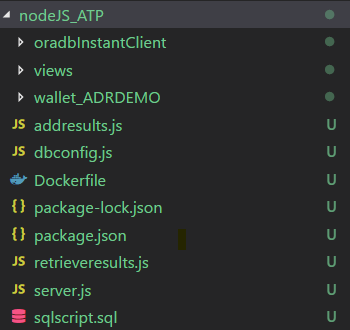 nodeJS_ATP
oradbInstantClient
views
wallet_ADRDEMO
JS addresults.js U
JS dbconfig.js U
Dockerfile U
{ } package-lock.json U
{ } package.json U
JS retrieveresults.js U
JS server.js U
sqlscript.sql U